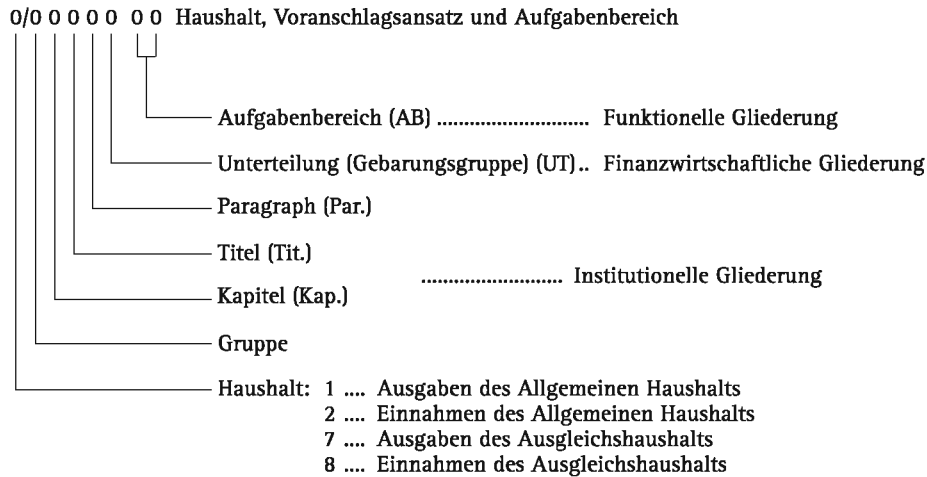 0/0 0 0 0 0 0 0 Haushalt, Voranschlagsansatz und Aufgabenbereich
Aufgabenbereich (AB) ............................ Funktionelle Gliederung
Unterteilung (Gebarungsgruppe) (UT) .. Finanzwirtschaftliche Gliederung
Paragraph (Par.)
Titel (Tit.)
.......................... Institutionelle Gliederung
Kapitel (Kap.)
Gruppe
Haushalt: 1 .... Ausgaben des Allgemeinen Haushalts
2 .... Einnahmen des Allgemeinen Haushalts
7 .... Ausgaben des Ausgleichshaushalts
8 .... Einnahmen des Ausgleichshaushalts